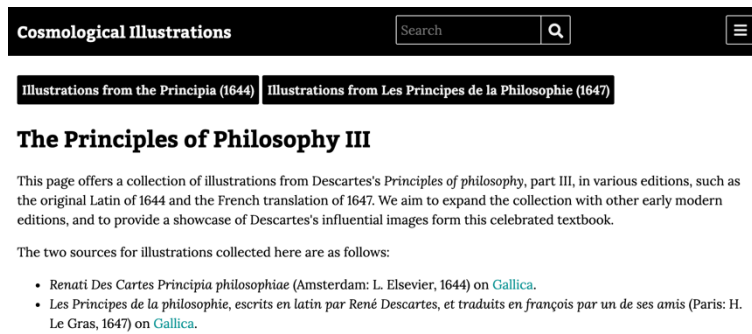 Cosmological Illustrations
Search
Illustrations from the Principia (1644) Illustrations from Les Principes de la Philosophie (1647)
The Principles of Philosophy III
This page offers a collection of illustrations from Descartes's Principles of philosophy, part III, in various editions, such as
the original Latin of 1644 and the French translation of 1647. We aim to expand the collection with other early modern
editions, and to provide a showcase of Descartes's influential images form this celebrated textbook.
The two sources for illustrations collected here are as follows:
• Renati Des Cartes Principia philosophiae (Amsterdam: L. Elsevier, 1644) on Gallica.
• Les Principes de la philosophie, escrits en latin par René Descartes, et traduits en françois par un de ses amis (Paris: H.
Le Gras, 1647) on Gallica.